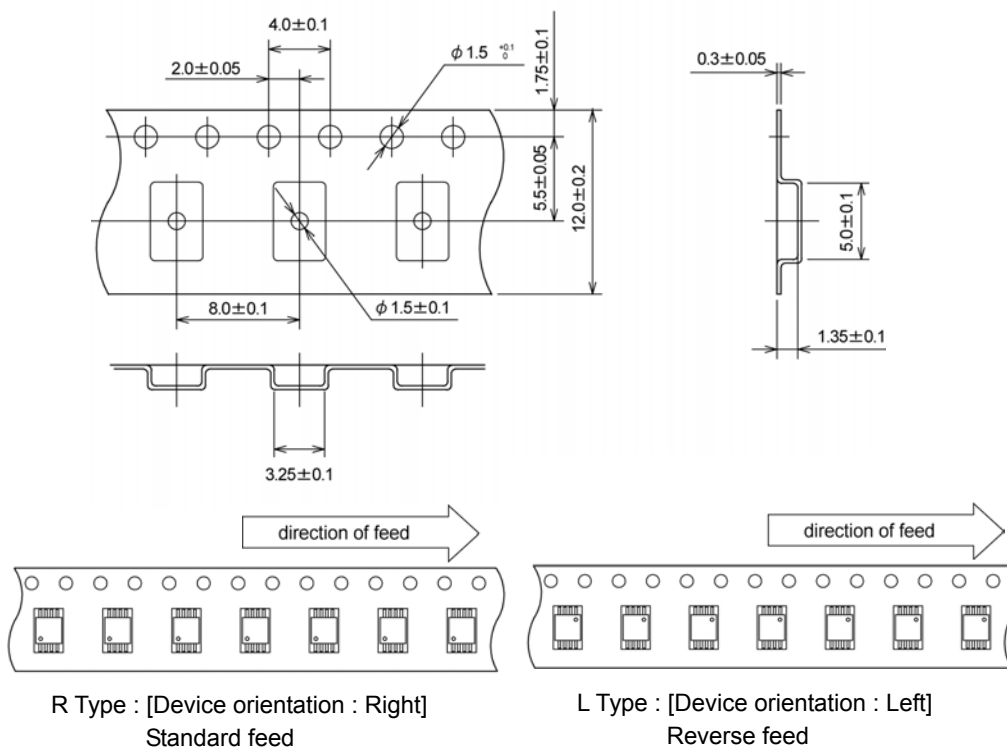 4.0±0.1
2.0±0.05
ϕ 1.5 +0.1 0
1.75±0.1
5.5±0.05
12.0±0.2
8.0±0.1
ϕ 1.5±0.1
3.25±0.1
0.3±0.05
5.0±0.1
1.35±0.1
direction of feed
direction of feed
R Type : [Device orientation : Right]
Standard feed
L Type : [Device orientation : Left]
Reverse feed